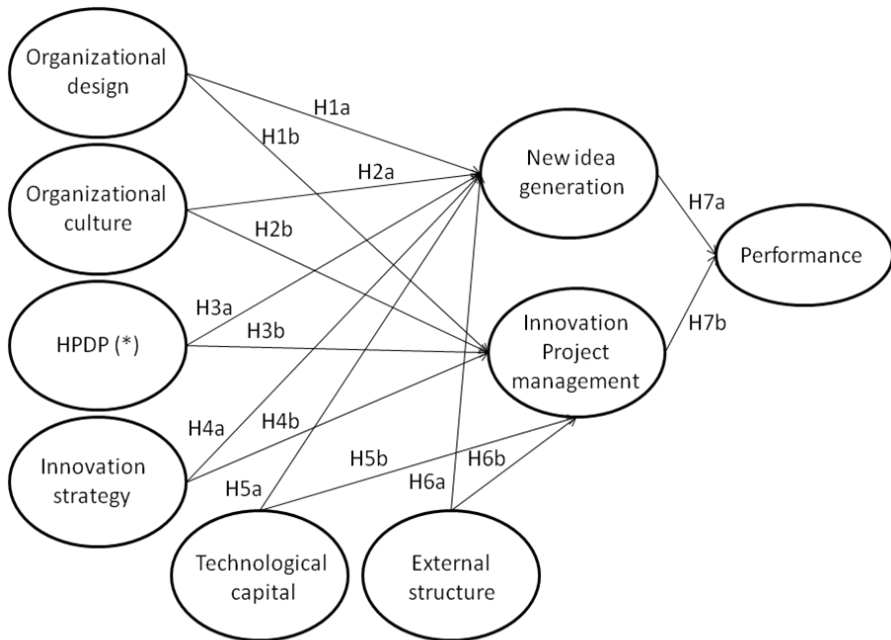 Organizational
design
H1a
H1b
New idea
generation
Organizational
culture
H2a
H2b
H7a
Performance
HPDP (*)
H3a
H3b
Innovation
Project
management
H7b
Innovation
strategy
H4a
H4b
H5a
H5b
H6a
H6b
Technological
capital
External
structure